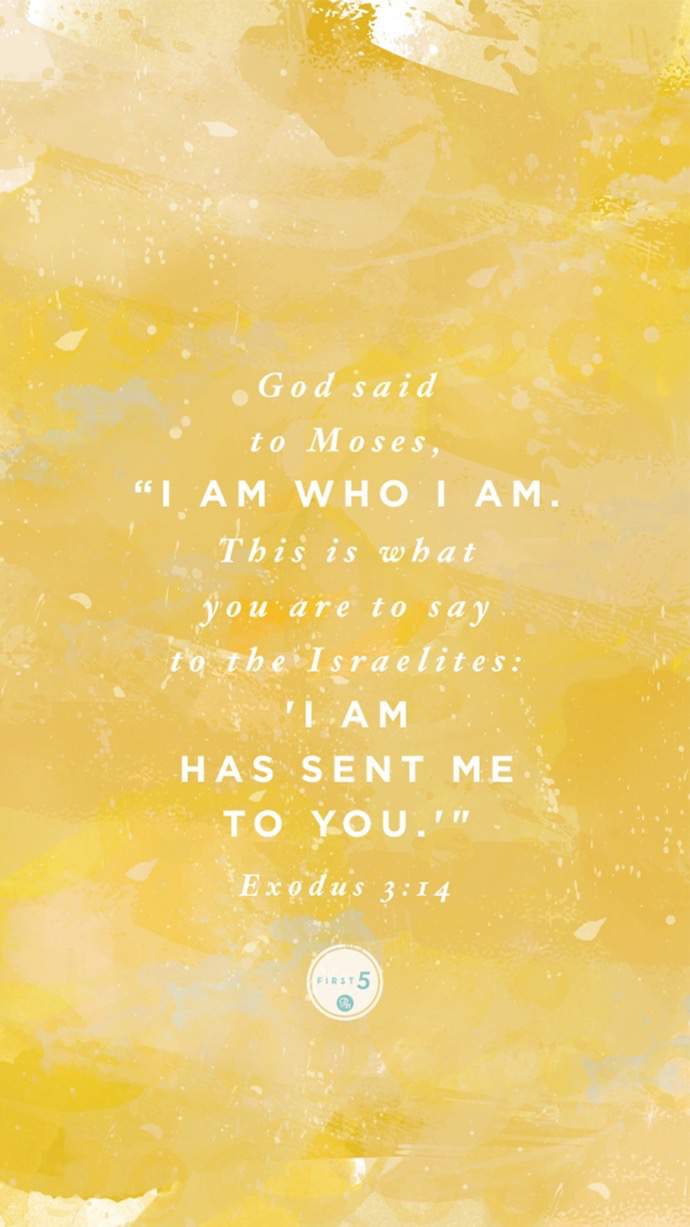 God said
to Moses,
“I AM WHO I AM.
This is what
you are to say
to the Israelites:
'I AM
HAS SENT ME
TO YOU.'"
Exodus 3:14
FIRST 5